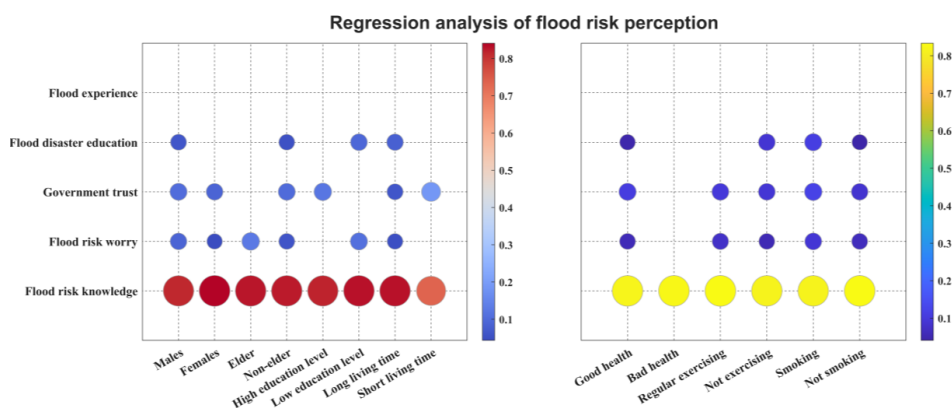 Regression analysis of flood risk perception
Flood experience
Flood disaster education
Government trust
Flood risk worry
Flood risk knowledge
Males
Females
Elder
Non-elder
High education level
Low education level
Long living time
Short living time
0.8
0.7
0.6
0.5
0.4
0.3
0.2
0.1
Good health
Bad health
Regular exercising
Not exercising
Smoking
Not smoking
0.8
0.7
0.6
0.5
0.4
0.3
0.2
0.1